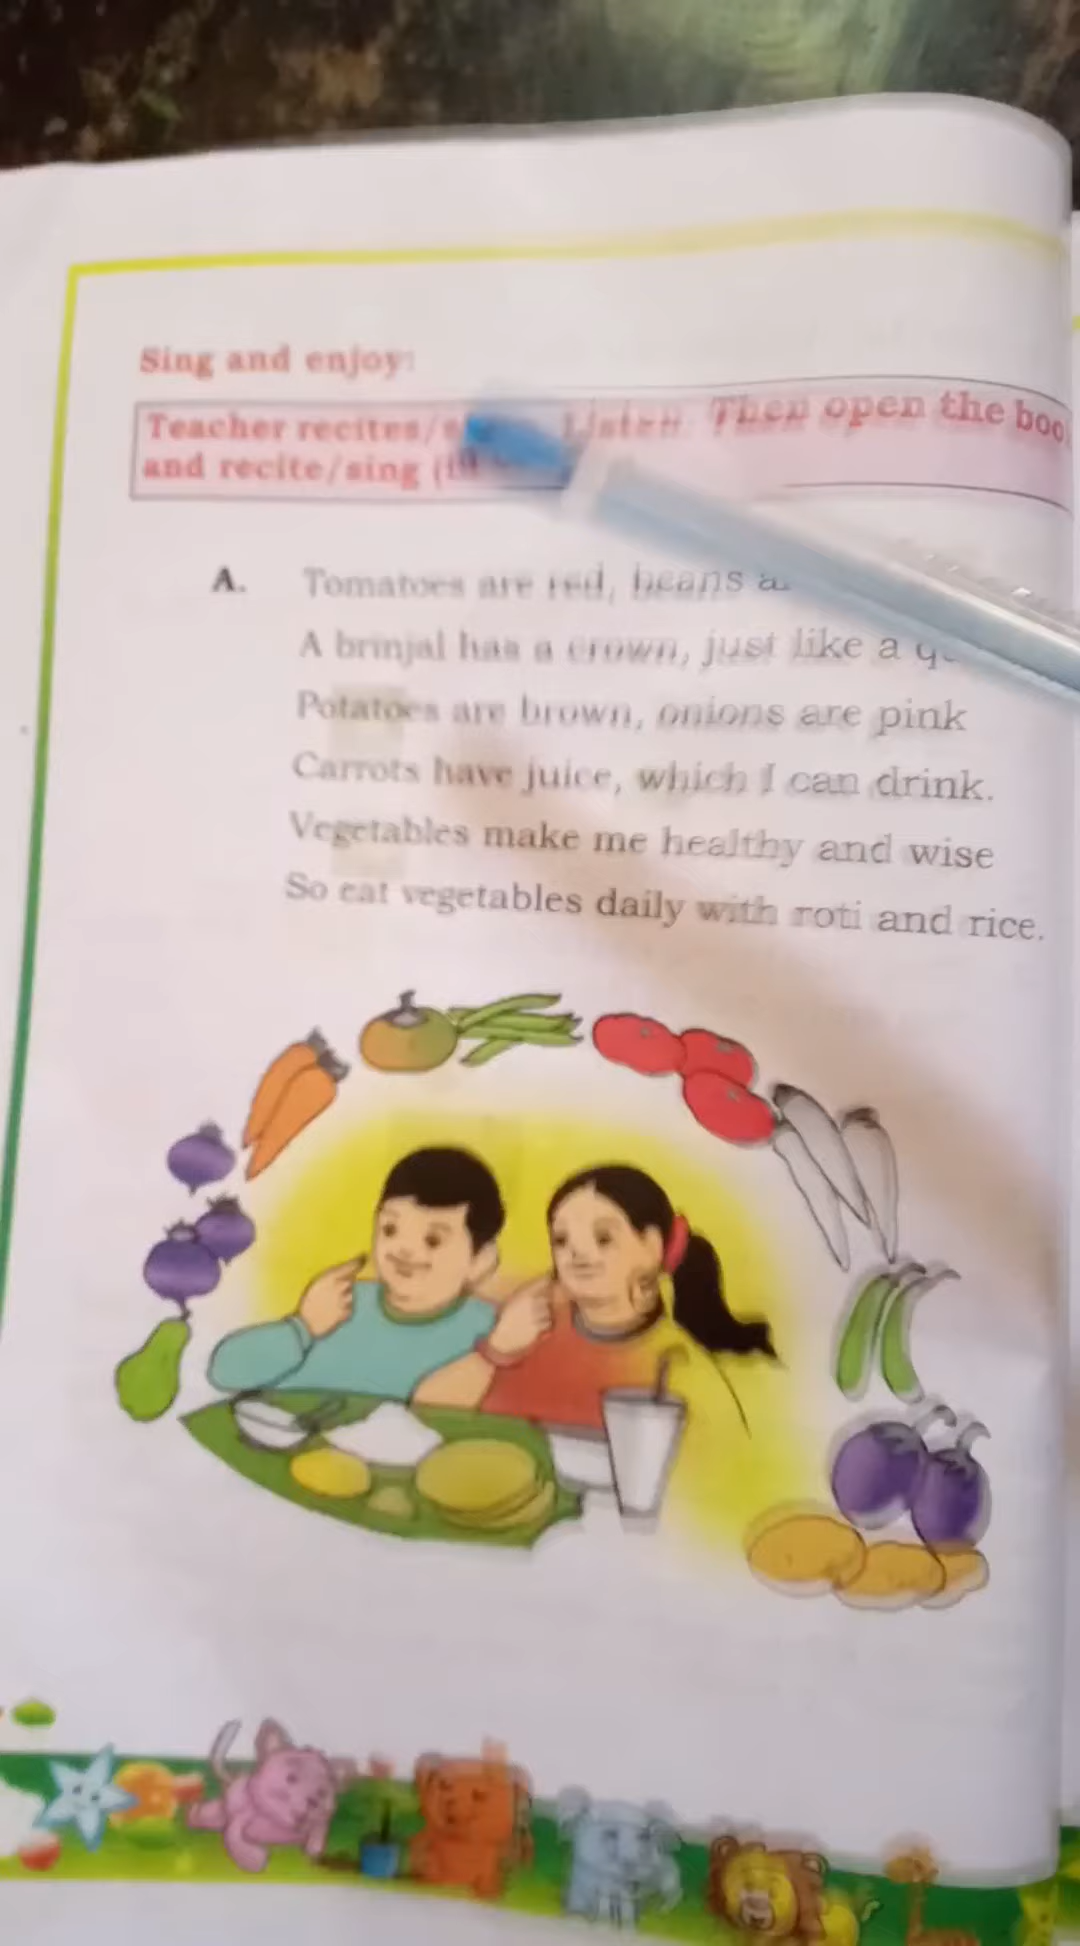 Sing and enjoy:
Teacher recites/ Listen. Then open the
and recite/sing
A. Tomatoes are red, beans
A brinjal has a crown, just like a
Potatoes are brown, onions are pink
Carrots have juice, which I can drink.
Vegetables make me healthy and wise
So eat vegetables daily with roti and rice.